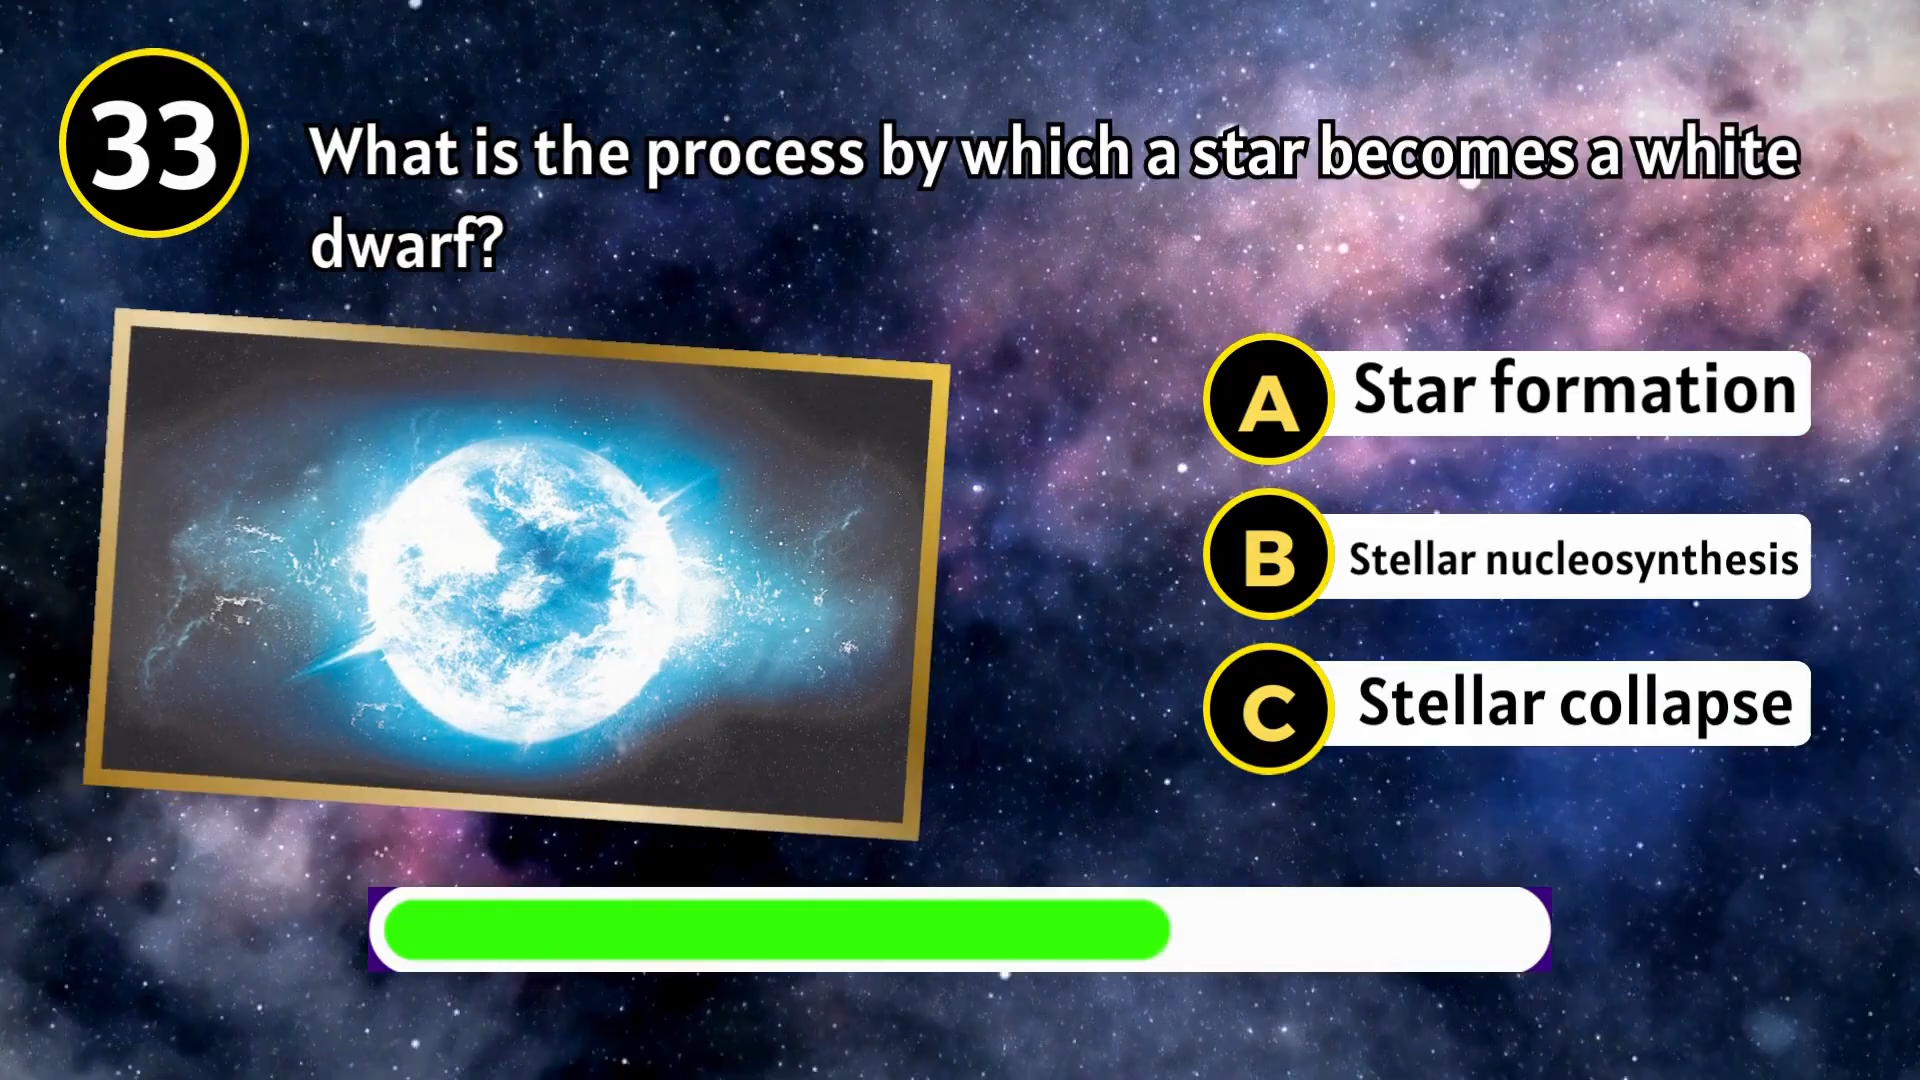 33
What is the process by which a star becomes a white
dwarf?
A Star formation
B Stellar nucleosynthesis
C Stellar collapse